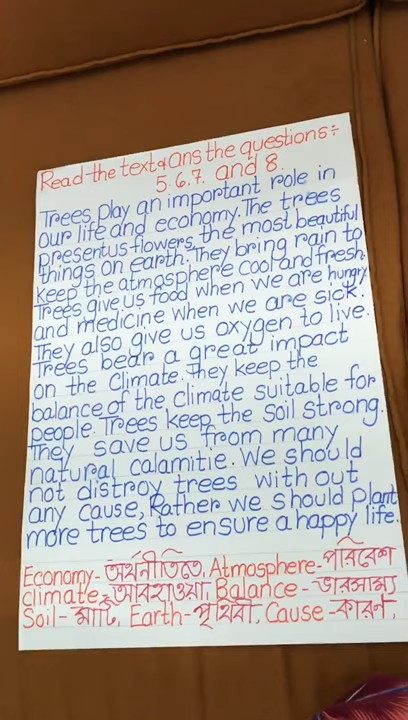 Read the text & ans the questions÷
5.6.7. and 8.
Trees play an important role in
our life and economy. The trees
present us flowers, the most beautiful
things on earth. They bring rain to
keep the atmosphere cool and fresh.
Trees give us food when we are hungry
and medicine when we are sick.
They also give us oxygen to live.
Trees bear a great impact
on the climate. They keep the
balance of the climate suitable for
people. Trees keep the soil strong.
They save us from many
natural calamitie. We should
not distroy trees with out
any cause, Rather we should plant
more trees to ensure a happy life.
Economy- অর্থনীতিতে, Atmosphere- পরিবেশ
climate- আবহাওয়া, Balance - ভারসাম্য
Soil- মাটি, Earth- পৃথিবী, Cause - কারণ,